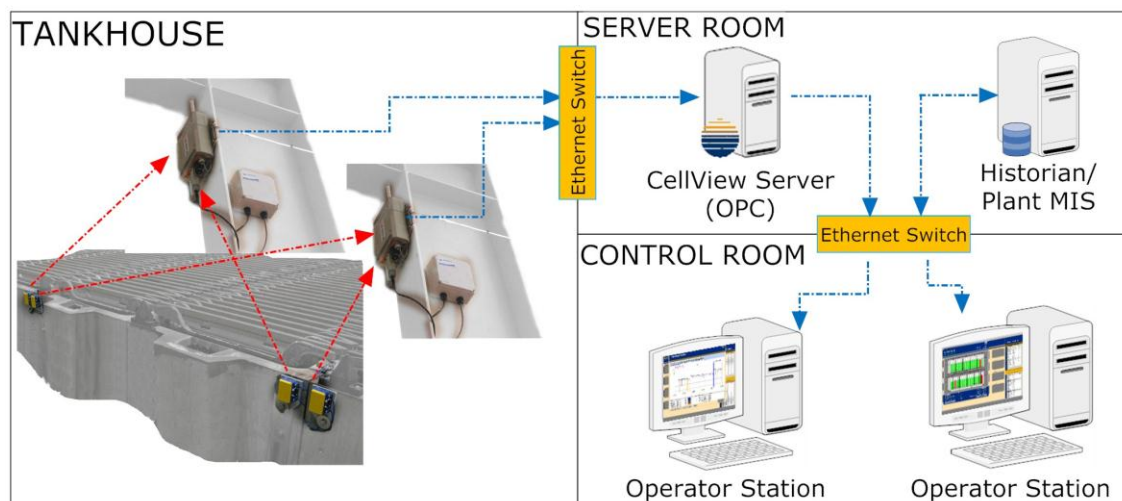 TANKHOUSE
SERVER ROOM
Ethernet Switch
CellView Server
(OPC)
Historian/
Plant MIS
Ethernet Switch
CONTROL ROOM
Operator Station
Operator Station